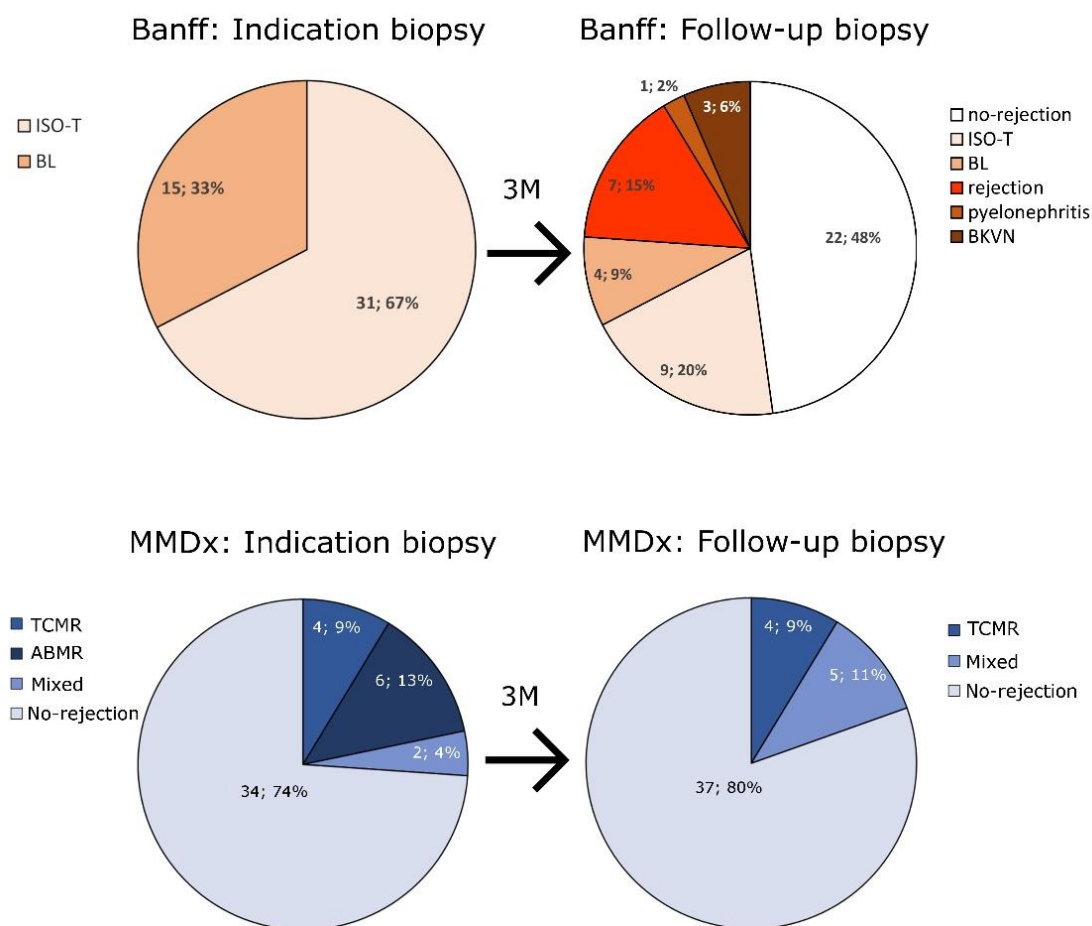 Banff: Indication biopsy
Banff: Follow-up biopsy
ISO-T
BL
15; 33%
31; 67%
3M
1; 2%
3; 6%
7; 15%
4; 9%
9; 20%
22; 48%
no-rejection
ISO-T
BL
rejection
pyelonephritis
BKVN
MMDx: Indication biopsy
MMDx: Follow-up biopsy
TCMR
ABMR
Mixed
No-rejection
4; 9%
6; 13%
2; 4%
34; 74%
3M
4; 9%
5; 11%
37; 80%
TCMR
Mixed
No-rejection